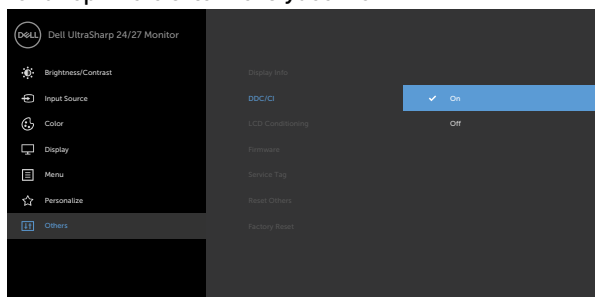 DELL Dell UltraSharp 24/27 Monitor
Brightness/Contrast Display Info
Input Source DDC/CI On
Color LCD Conditioning Off
Display Firmware
Menu Service Tag
Personalize Reset Others
Others Factory Reset